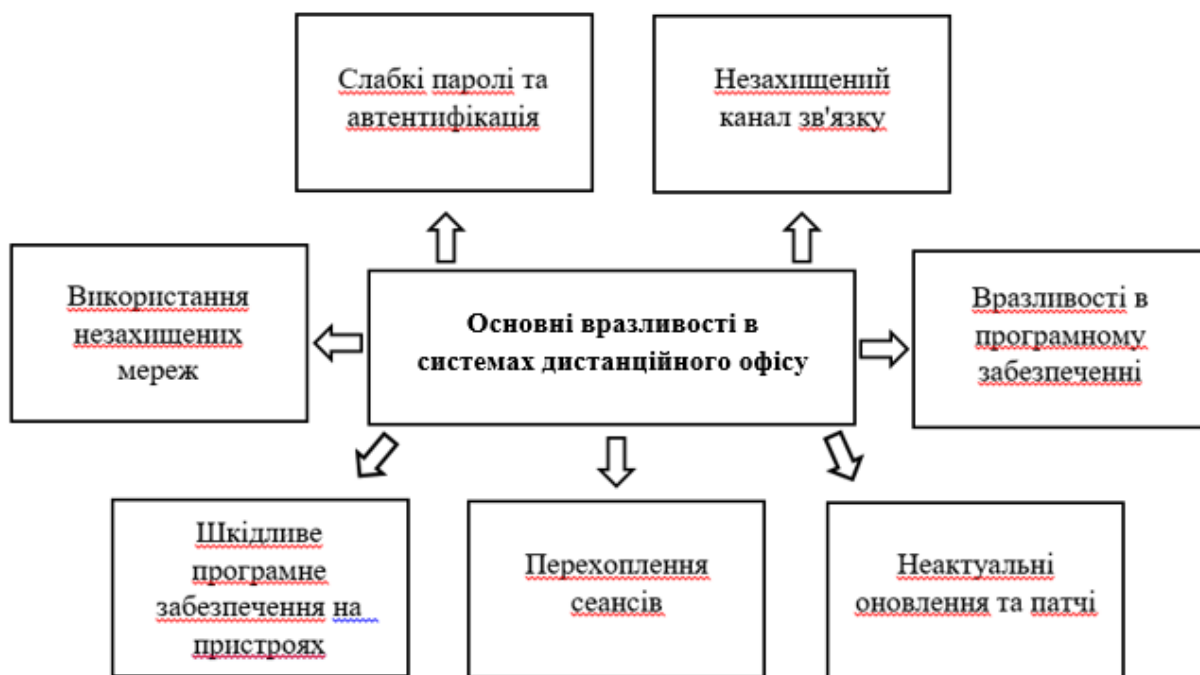 Слабкі паролі та
автентифікація
Незахищений
канал зв'язку
Використання
незахищених
мереж
Основні вразливості в
системах дистанційного офісу
Вразливості в
програмному
забезпеченні
Шкідливе
програмне
забезпечення на
пристроях
Перехоплення
сеансів
Неактуальні
оновлення та патчі